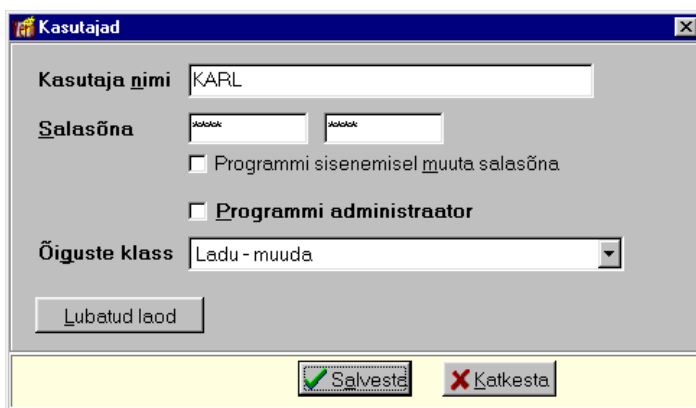 Kasutajad
Kasutaja nimi KARL
Salasõna **** ****
Programmi sisenemisel muuta salasõna
Programmi administraator
Õiguste klass Ladu - muuda
Lubatud laod
Salvesta Katkesta